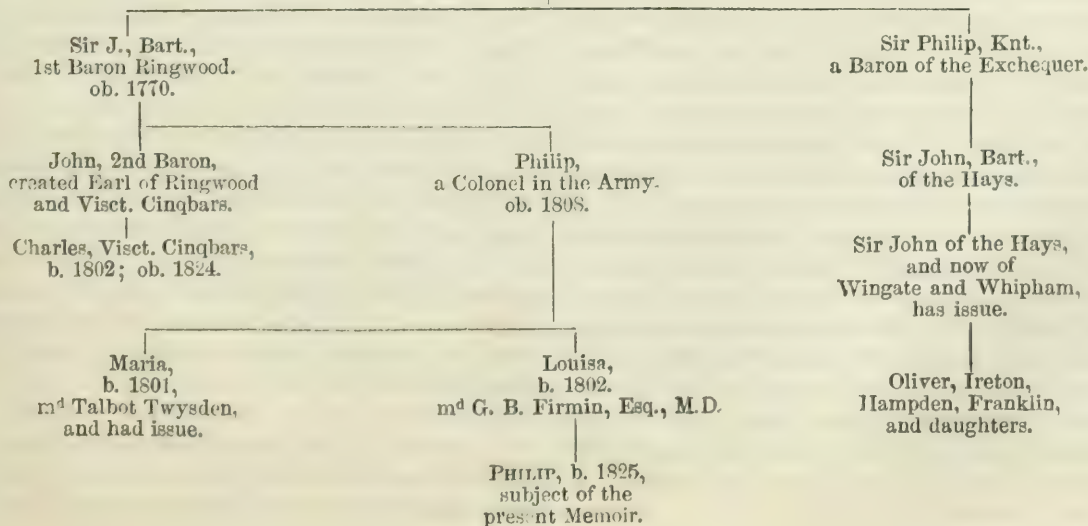 Sir J., Bart.,
1st Baron Ringwood.
ob. 1770.
Sir Philip, Knt.,
a Baron of the Exchequer.
John, 2nd Baron,
created Earl of Ringwood
and Visct. Cinqbars.
Philip,
a Colonel in the Army.
ob. 1808.
Sir John, Bart.,
of the Hays.
Charles, Visct. Cinqbars,
b. 1802; ob. 1824.
Sir John of the Hays,
and now of
Wingate and Whipham,
has issue.
Maria,
b. 1801,
mᵈ Talbot Twysden,
and had issue.
Louisa,
b. 1802.
mᵈ G. B. Firmin, Esq., M.D.
Oliver, Ireton,
Hampden, Franklin,
and daughters.
PHILIP, b. 1825,
subject of the
present Memoir.